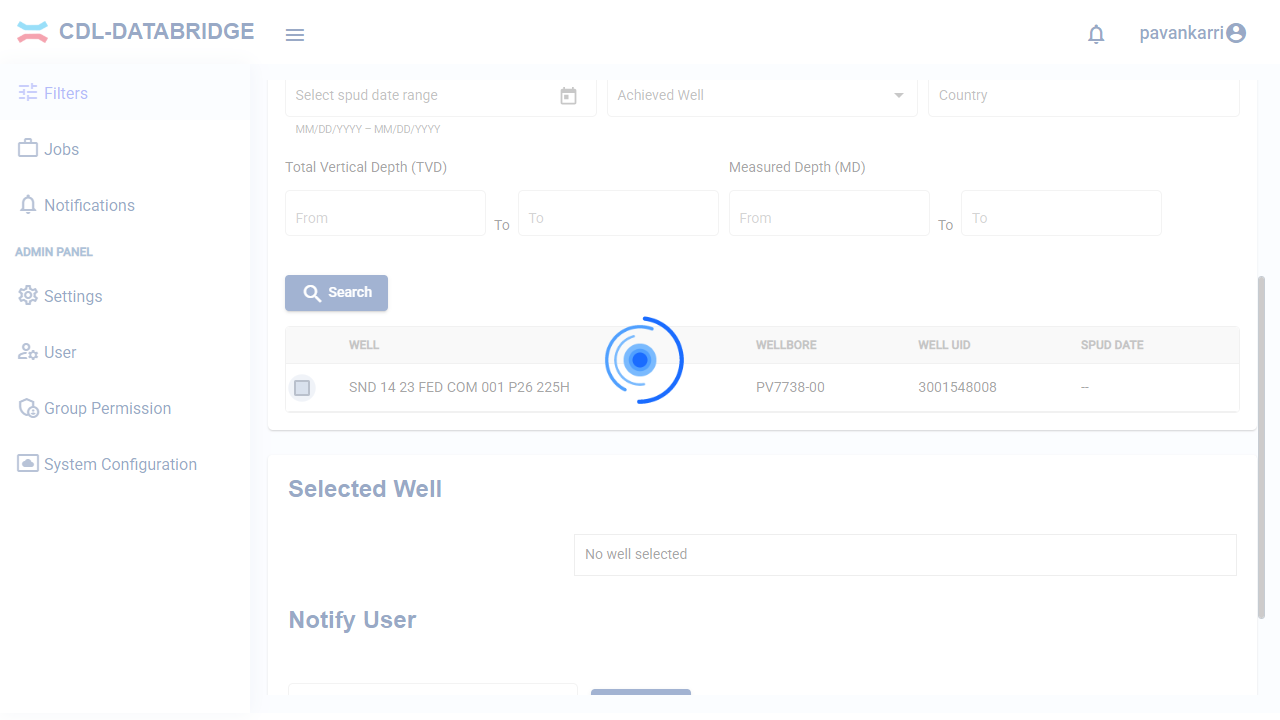 CDL-DATABRIDGE
pavankarri
Filters
Jobs
Notifications
ADMIN PANEL
Settings
User
Group Permission
System Configuration
Select spud date range
Achieved Well
Country
MM/DD/YYYY – MM/DD/YYYY
Total Vertical Depth (TVD)
Measured Depth (MD)
From To To From To To
Search
WELL WELLBORE WELL UID SPUD DATE
SND 14 23 FED COM 001 P26 225H PV7738-00 3001548008 --
Selected Well
No well selected
Notify User